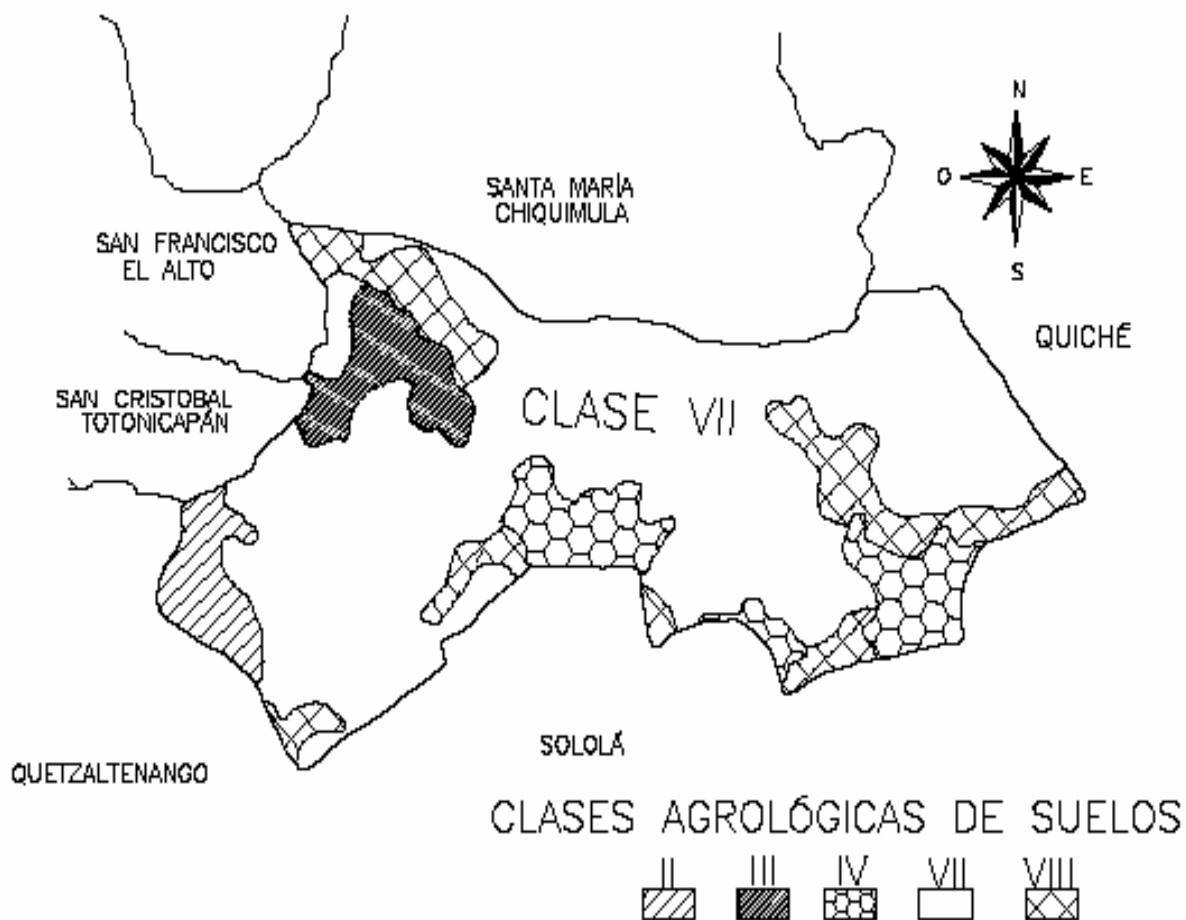 N
SANTA MARÍA
CHIQUIMULA
O
E
SAN FRANCISCO
EL ALTO
S
QUICHÉ
SAN CRISTOBAL
TOTONICAPÁN
CLASE VII
SOLOLÁ
QUETZALTENANGO
CLASES AGROLÓGICAS DE SUELOS
II III IV VII VIII